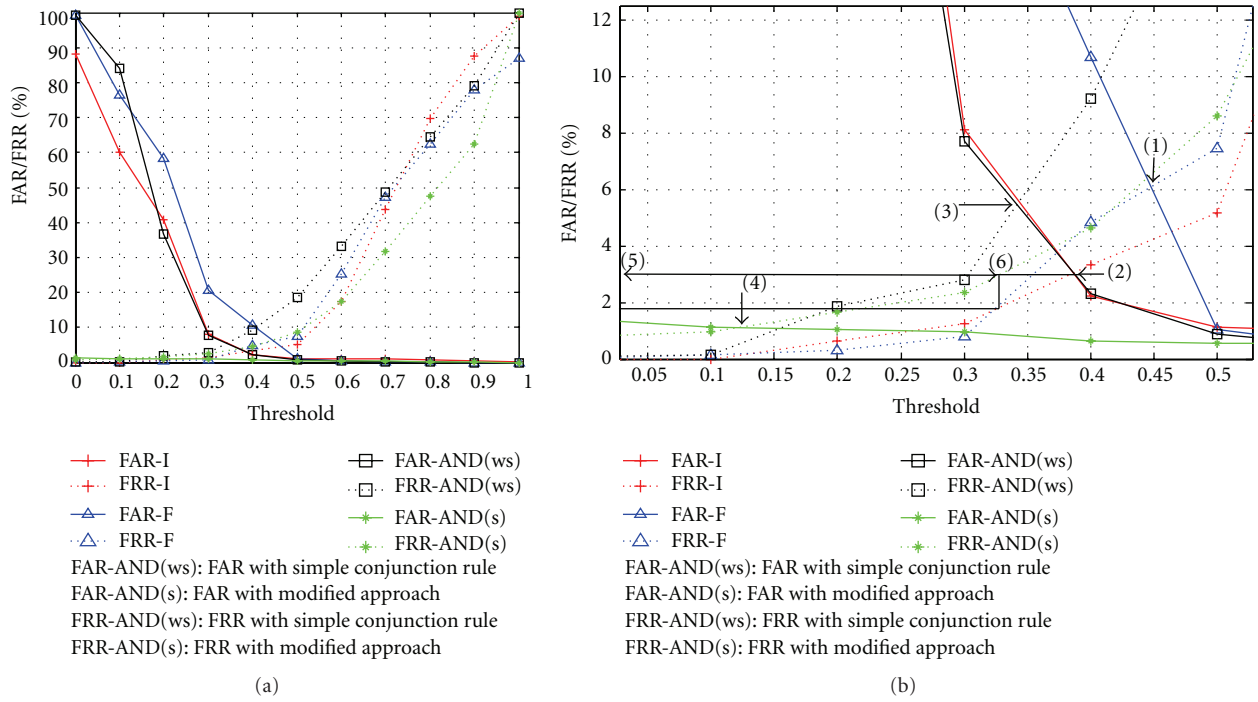 100
90
80
70
60
50
40
30
20
10
0
FAR/FRR (%)
0 0.1 0.2 0.3 0.4 0.5 0.6 0.7 0.8 0.9 1
Threshold
FAR-I
FRR-I
FAR-F
FRR-F
FAR-AND(ws)
FRR-AND(ws)
FAR-AND(s)
FRR-AND(s)
FAR-AND(ws): FAR with simple conjunction rule
FAR-AND(s): FAR with modified approach
FRR-AND(ws): FRR with simple conjunction rule
FRR-AND(s): FRR with modified approach
(a)
12
10
8
6
4
2
0
FAR/FRR (%)
(1)
(3)
(5)
(6)
(2)
(4)
0.05 0.1 0.2 0.3 0.35 0.4 0.45 0.5
Threshold
FAR-I
FRR-I
FAR-F
FRR-F
FAR-AND(ws)
FRR-AND(ws)
FAR-AND(s)
FRR-AND(s)
FAR-AND(ws): FAR with simple conjunction rule
FAR-AND(s): FAR with modified approach
FRR-AND(ws): FRR with simple conjunction rule
FRR-AND(s): FRR with modified approach
(b)